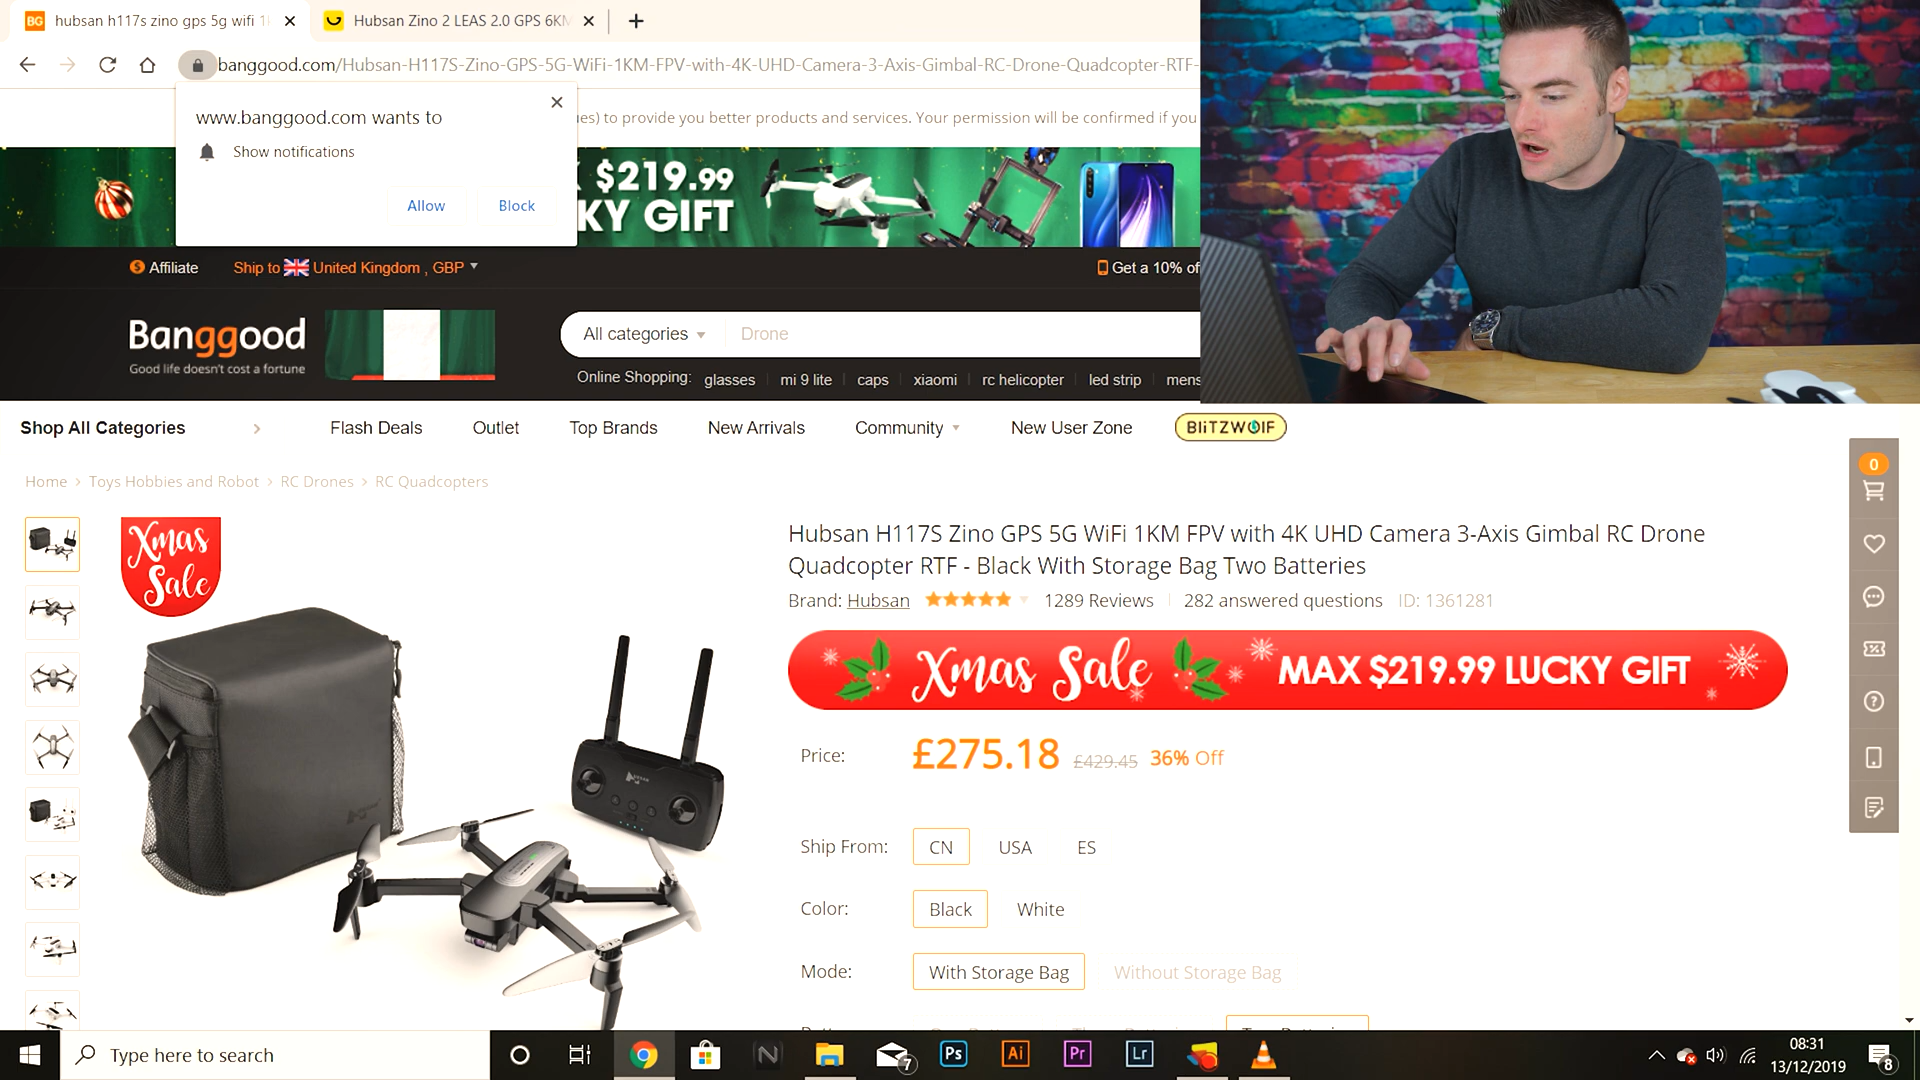 hubsan h117s zino gps 5g wifi 1
Hubsan Zino 2 LEAS 2.0 GPS 6KM
banggood.com/Hubsan-H117S-Zino-GPS-5G-WiFi-1KM-FPV-with-4K-UHD-Camera-3-Axis-Gimbal-RC-Drone-Quadcopter-RTF-
www.banggood.com wants to
Show notifications
Allow
Block
to provide you better products and services. Your permission will be confirmed if you
$219.99
KY GIFT
Affiliate
Ship to United Kingdom , GBP
Get a 10% of
Banggood
Good life doesn't cost a fortune
All categories
Drone
Online Shopping: glasses mi 9 lite caps xiaomi rc helicopter led strip mens
Shop All Categories
Flash Deals
Outlet
Top Brands
New Arrivals
Community
New User Zone
BlITZWOlF
Home > Toys Hobbies and Robot > RC Drones > RC Quadcopters
0
Xmas
Sale
Hubsan H117S Zino GPS 5G WiFi 1KM FPV with 4K UHD Camera 3-Axis Gimbal RC Drone
Quadcopter RTF - Black With Storage Bag Two Batteries
Brand: Hubsan 1289 Reviews 282 answered questions ID: 1361281
Xmas Sale MAX $219.99 LUCKY GIFT
Price: £275.18 £429.45 36% Off
Ship From: CN USA ES
Color: Black White
Mode: With Storage Bag Without Storage Bag
Type here to search
7
Ps
Ai
Pr
Lr
08:31
13/12/2019
8